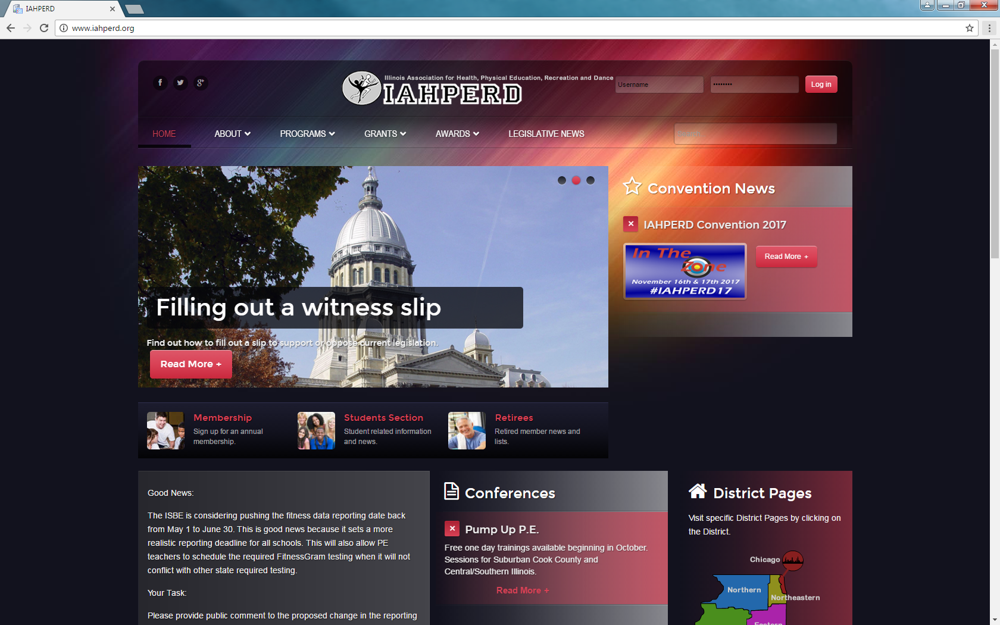 IAHPERD
www.iahperd.org
Illinois Association for Health, Physical Education, Recreation and Dance
IAHPERD
Username
••••••••
Log in
HOME
ABOUT
PROGRAMS
GRANTS
AWARDS
LEGISLATIVE NEWS
Search...
Filling out a witness slip
Find out how to fill out a slip to support or oppose current legislation.
Read More +
Convention News
IAHPERD Convention 2017
In The
Zone
November 16th & 17th 2017
#IAHPERD17
Read More +
Membership
Sign up for an annual
membership.
Students Section
Student related information
and news.
Retirees
Retired member news and
lists.
Good News:
The ISBE is considering pushing the fitness data reporting date back
from May 1 to June 30. This is good news because it sets a more
realistic reporting deadline for all schools. This will also allow PE
teachers to schedule the required FitnessGram testing when it will not
conflict with other state required testing.
Your Task:
Please provide public comment to the proposed change in the reporting
Conferences
Pump Up P.E.
Free one day trainings available beginning in October.
Sessions for Suburban Cook County and
Central/Southern Illinois.
Read More +
District Pages
Visit specific District Pages by clicking on
the District.
Chicago
Northern
Northeastern
Eastern